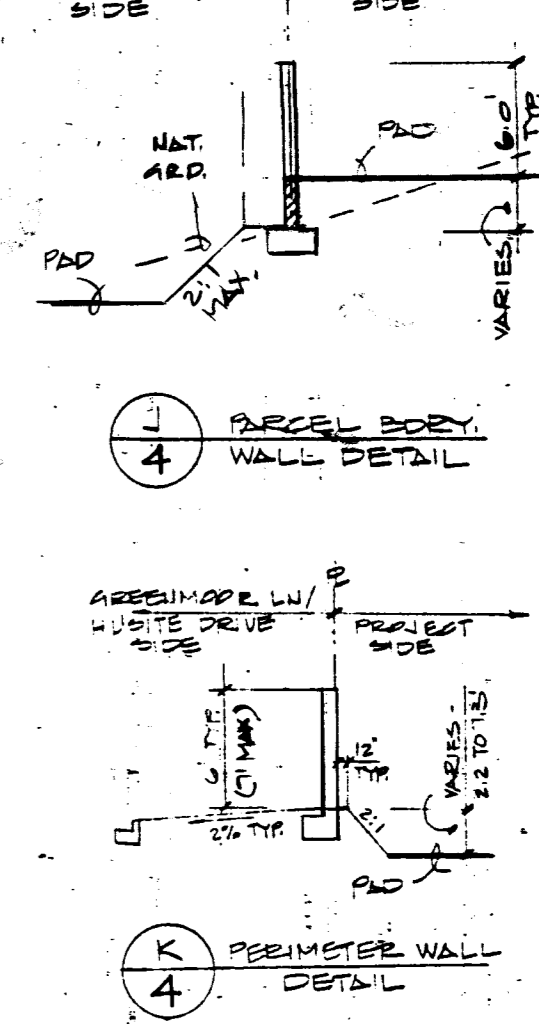 SIDE
SIDE
NAT.
GRD.
PAD
6.0'
TYP.
PAD
2:1
MAX.
VARIES
J
4
PARCEL BDRY.
WALL DETAIL
GREENMOOR LN/
DRIVE
SIDE
PROJECT
SIDE
6' TYP.
(7' MAX)
12"
TYP.
VARIES -
2.2 TO 1.3'
2% TYP.
2:1
PAD
K
4
PERIMETER WALL
DETAIL